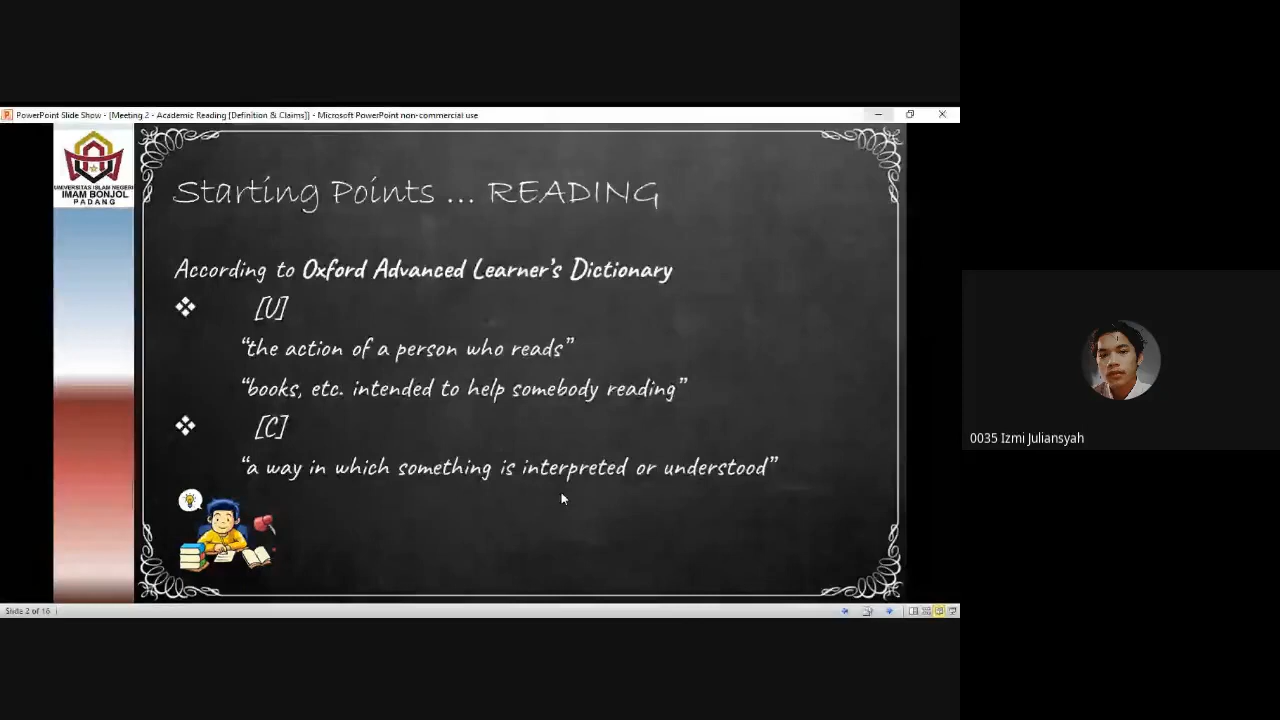 PowerPoint Slide Show - [Meeting 2 - Academic Reading [Definition & Claims]] - Microsoft PowerPoint non-commercial use
UNIVERSITAS ISLAM NEGERI
IMAM BONJOL
PADANG
Starting Points ... READING
According to Oxford Advanced Learner's Dictionary
❖ [U]
“the action of a person who reads”
“books, etc. intended to help somebody reading”
❖ [C]
“a way in which something is interpreted or understood”
0035 Izmi Juliansyah
Slide 2 of 16